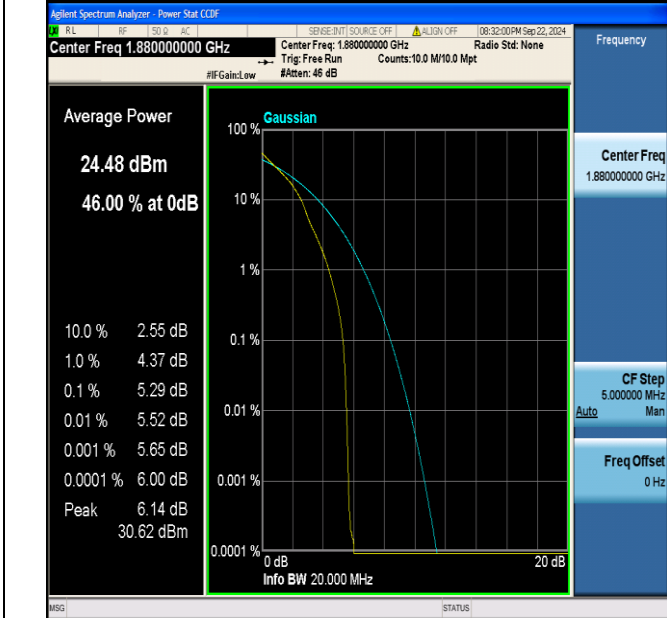 Agilent Spectrum Analyzer - Power Stat CCDF
RL RF 50 Ω AC SENSE:INT SOURCE OFF ALIGN OFF 08:32:00 PM Sep 22, 2024
Center Freq 1.880000000 GHz
Center Freq: 1.880000000 GHz
Radio Std: None
Trig: Free Run
Counts:10.0 M/10.0 Mpt
#IFGain:Low
#Atten: 46 dB
Frequency
Average Power
24.48 dBm
46.00 % at 0dB
10.0 % 2.55 dB
1.0 % 4.37 dB
0.1 % 5.29 dB
0.01 % 5.52 dB
0.001 % 5.65 dB
0.0001 % 6.00 dB
Peak 6.14 dB
30.62 dBm
Gaussian
100 %
10 %
1 %
0.1 %
0.01 %
0.001 %
0.0001 %
0 dB
20 dB
Info BW 20.000 MHz
Center Freq
1.880000000 GHz
CF Step
5.000000 MHz
Auto Man
Freq Offset
0 Hz
MSG
STATUS